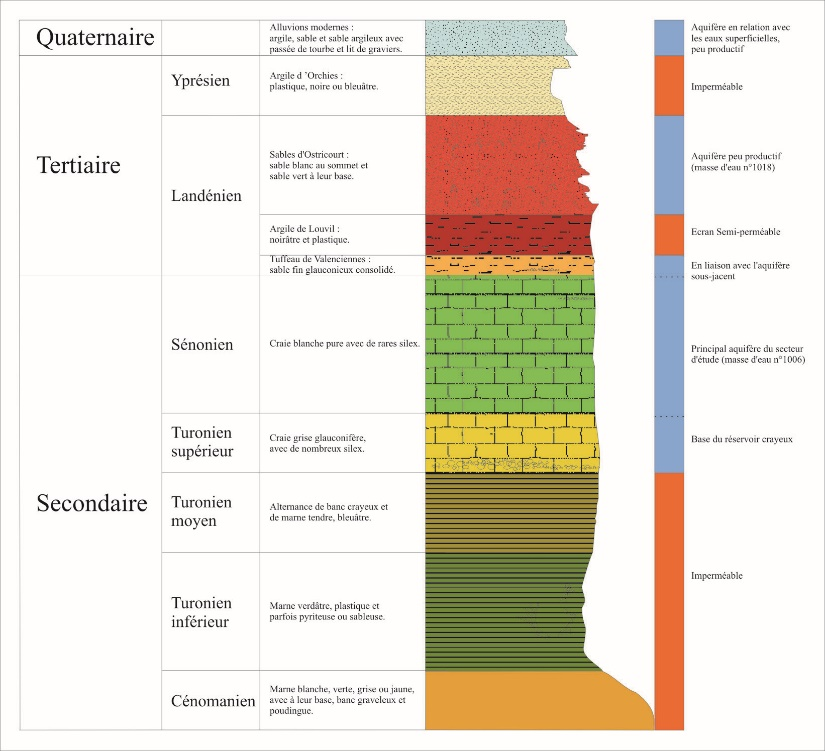 Quaternaire
Alluvions modernes :
argile, sable et sable argileux avec
passée de tourbe et lit de graviers.
Aquifère en relation avec
les eaux superficielles,
peu productif
Tertiaire
Yprésien
Argile d 'Orchies :
plastique, noire ou bleuâtre.
Imperméable
Landénien
Sables d'Ostricourt :
sable blanc au sommet et
sable vert à leur base.
Aquifère peu productif
(masse d'eau n°1018)
Argile de Louvil :
noirâtre et plastique.
Ecran Semi-perméable
Tuffeau de Valenciennes :
sable fin glauconieux consolidé.
En liaison avec l'aquifère
sous-jacent
Secondaire
Sénonien
Craie blanche pure avec de rares silex.
Principal aquifère du secteur
d'étude (masse d'eau n°1006)
Turonien
supérieur
Craie grise glauconifère,
avec de nombreux silex.
Base du réservoir crayeux
Turonien
moyen
Alternance de banc crayeux et
de marne tendre, bleuâtre.
Imperméable
Turonien
inférieur
Marne verdâtre, plastique et
parfois pyriteuse ou sableuse.
Cénomanien
Marne blanche, verte, grise ou jaune,
avec à leur base, banc graveleux et
poudingue.